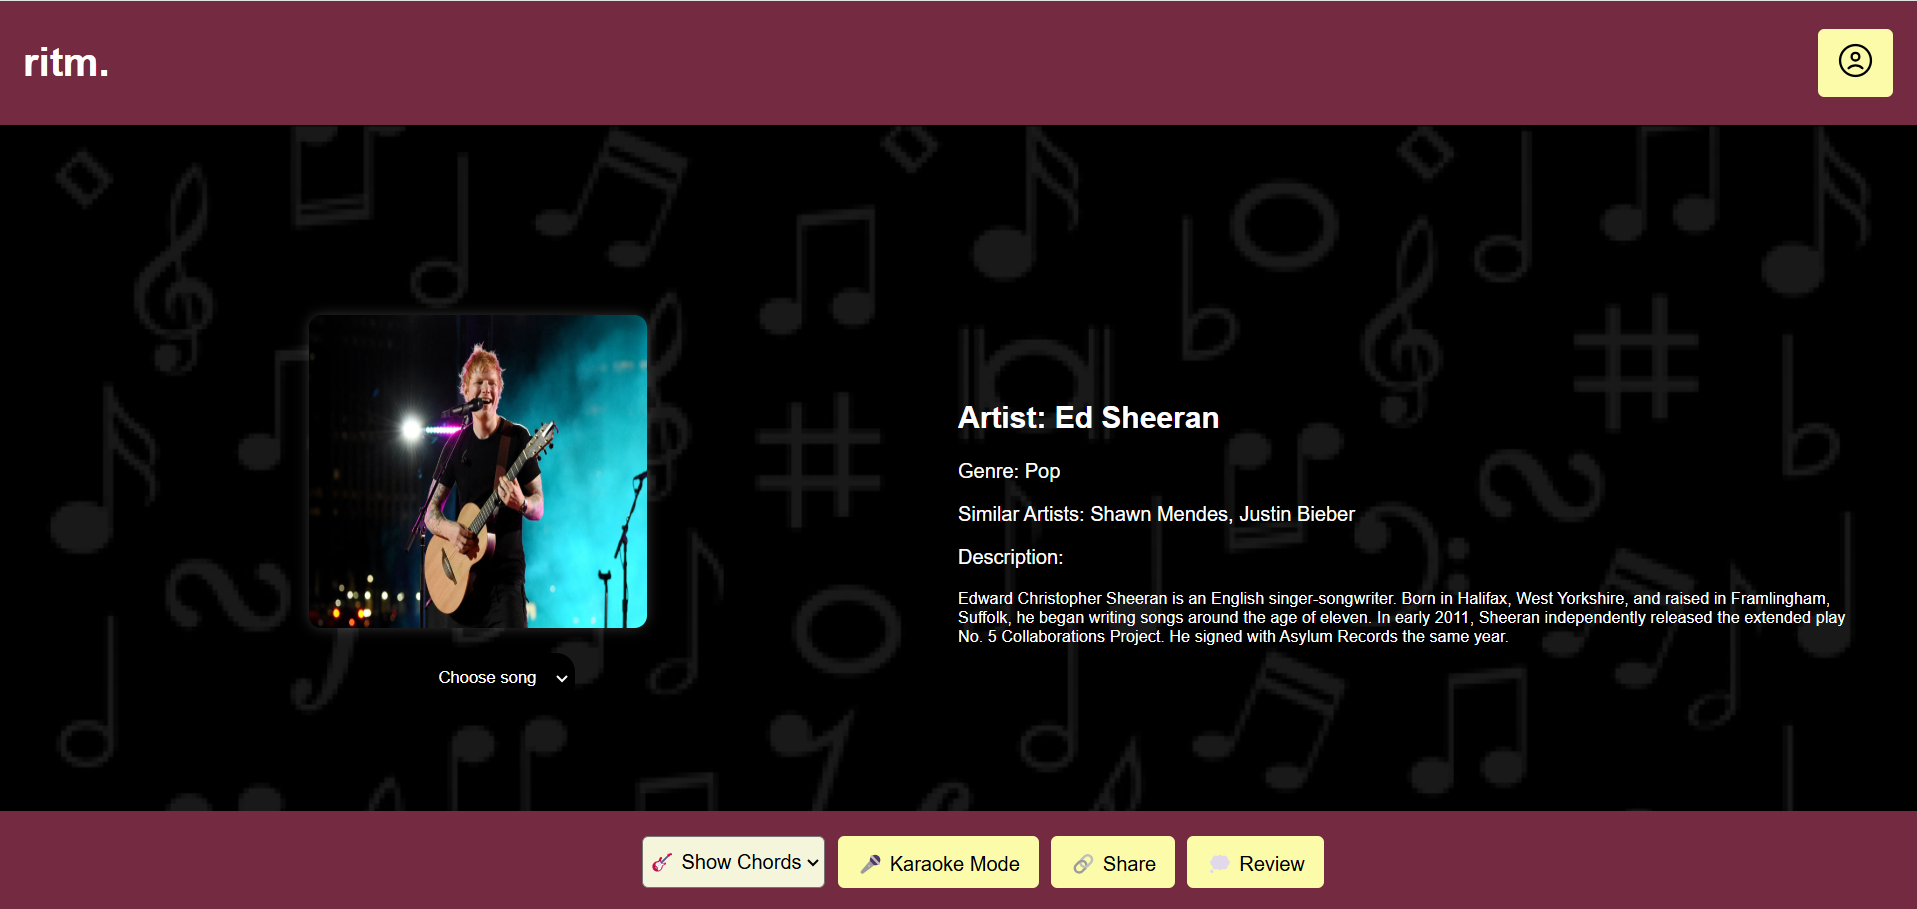 ritm.
Artist: Ed Sheeran
Genre: Pop
Similar Artists: Shawn Mendes, Justin Bieber
Description:
Edward Christopher Sheeran is an English singer-songwriter. Born in Halifax, West Yorkshire, and raised in Framlingham,
Suffolk, he began writing songs around the age of eleven. In early 2011, Sheeran independently released the extended play
No. 5 Collaborations Project. He signed with Asylum Records the same year.
Choose song
Show Chords
Karaoke Mode
Share
Review